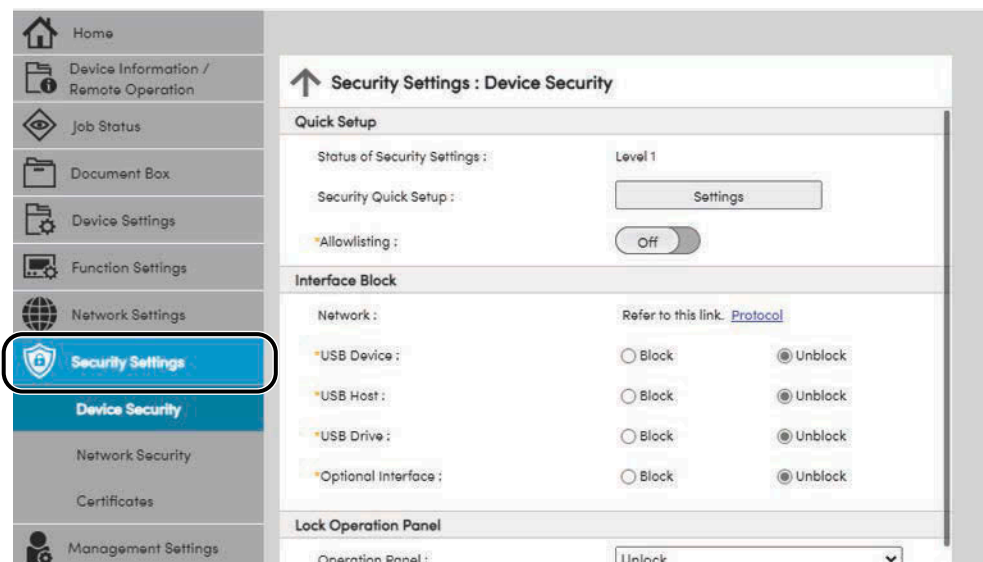 Home
Device Information /
Remote Operation
Job Status
Document Box
Device Settings
Function Settings
Network Settings
Security Settings
Device Security
Network Security
Certificates
Management Settings
Security Settings : Device Security
Quick Setup
Status of Security Settings : Level 1
Security Quick Setup : Settings
*Allowlisting : Off
Interface Block
Network : Refer to this link. Protocol
*USB Device : Block Unblock
*USB Host : Block Unblock
*USB Drive : Block Unblock
*Optional Interface : Block Unblock
Lock Operation Panel
Operation Panel : Unlock